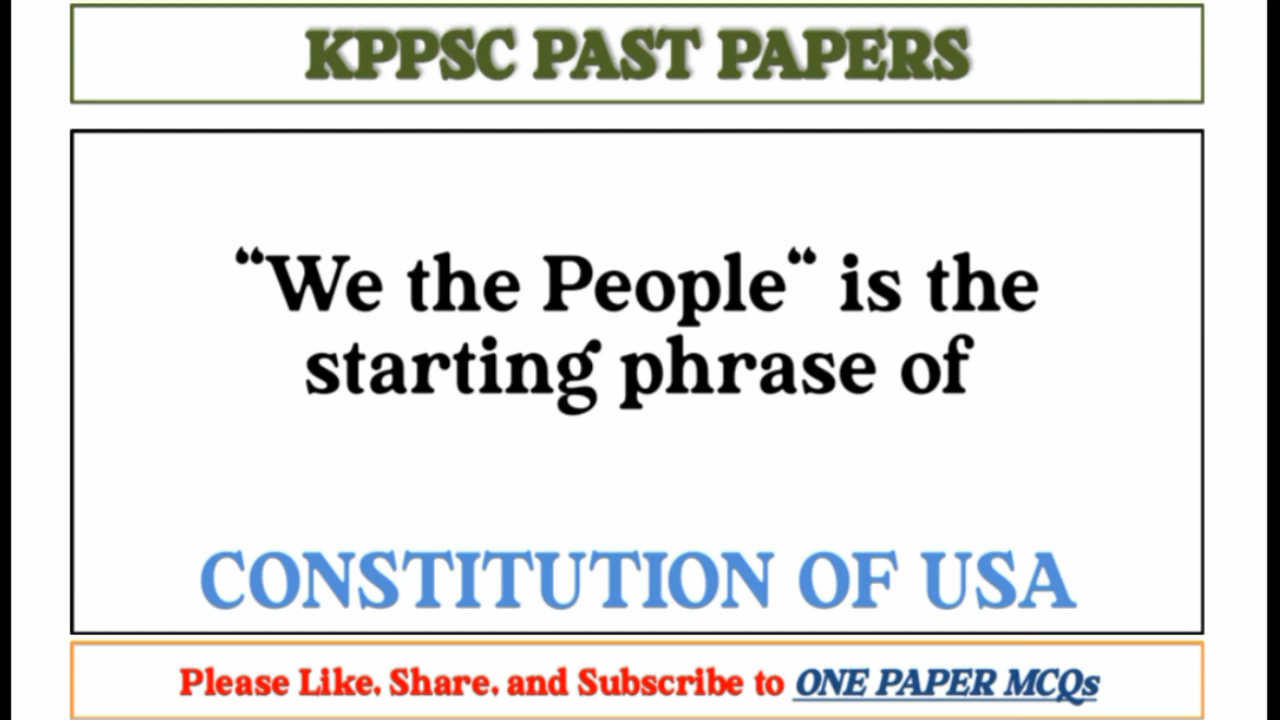 KPPSC PAST PAPERS
“We the People“ is the
starting phrase of
CONSTITUTION OF USA
Please Like, Share, and Subscribe to ONE PAPER MCQs